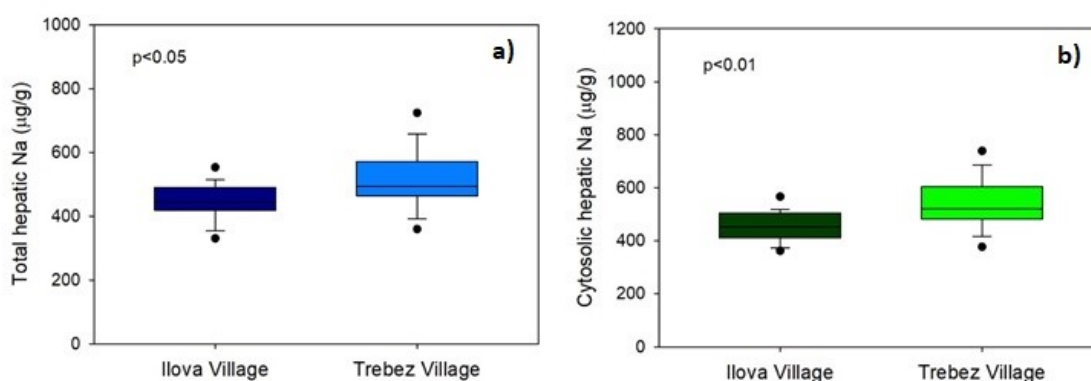 1000
800
600
400
200
0
Total hepatic Na (µg/g)
p<0.05
a)
Ilova Village
Trebez Village
1200
1000
800
600
400
200
0
Cytosolic hepatic Na (µg/g)
p<0.01
b)
Ilova Village
Trebez Village